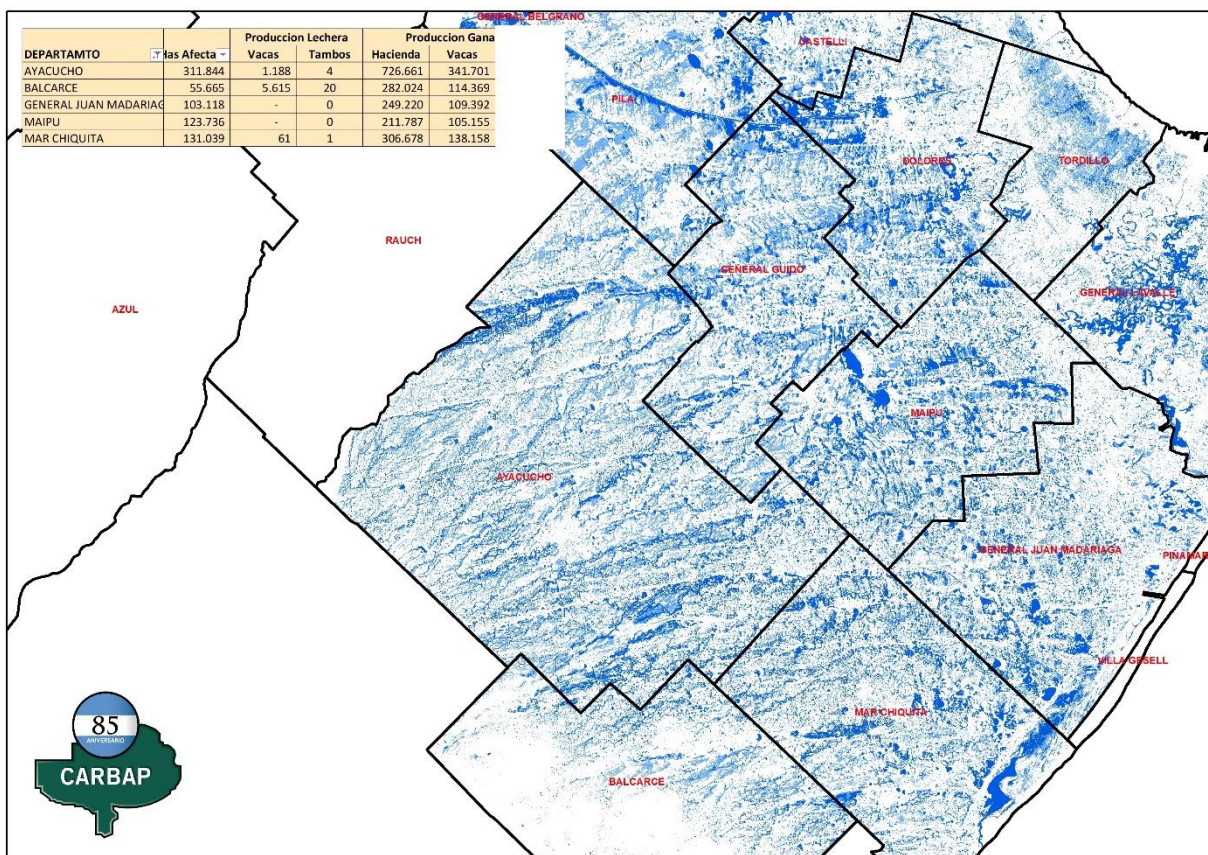 GENERAL BELGRANO
Produccion Lechera Produccion Gana
DEPARTAMTO Has Afecta Vacas Tambos Hacienda Vacas
AYACUCHO 311.844 1.188 4 726.661 341.701
BALCARCE 55.665 5.615 20 282.024 114.369
GENERAL JUAN MADARIAG 103.118 - 0 249.220 109.392
MAIPU 123.736 - 0 211.787 105.155
MAR CHIQUITA 131.039 61 1 306.678 138.158
CASTELLI
PILA
DOLORES
TORDILLO
RAUCH
GENERAL GUIDO
GENERAL LAVALLE
AZUL
MAIPU
AYACUCHO
GENERAL JUAN MADARIAGA
PINAMAR
VILLA GESELL
MAR CHIQUITA
BALCARCE
85
ANIVERSARIO
CARBAP